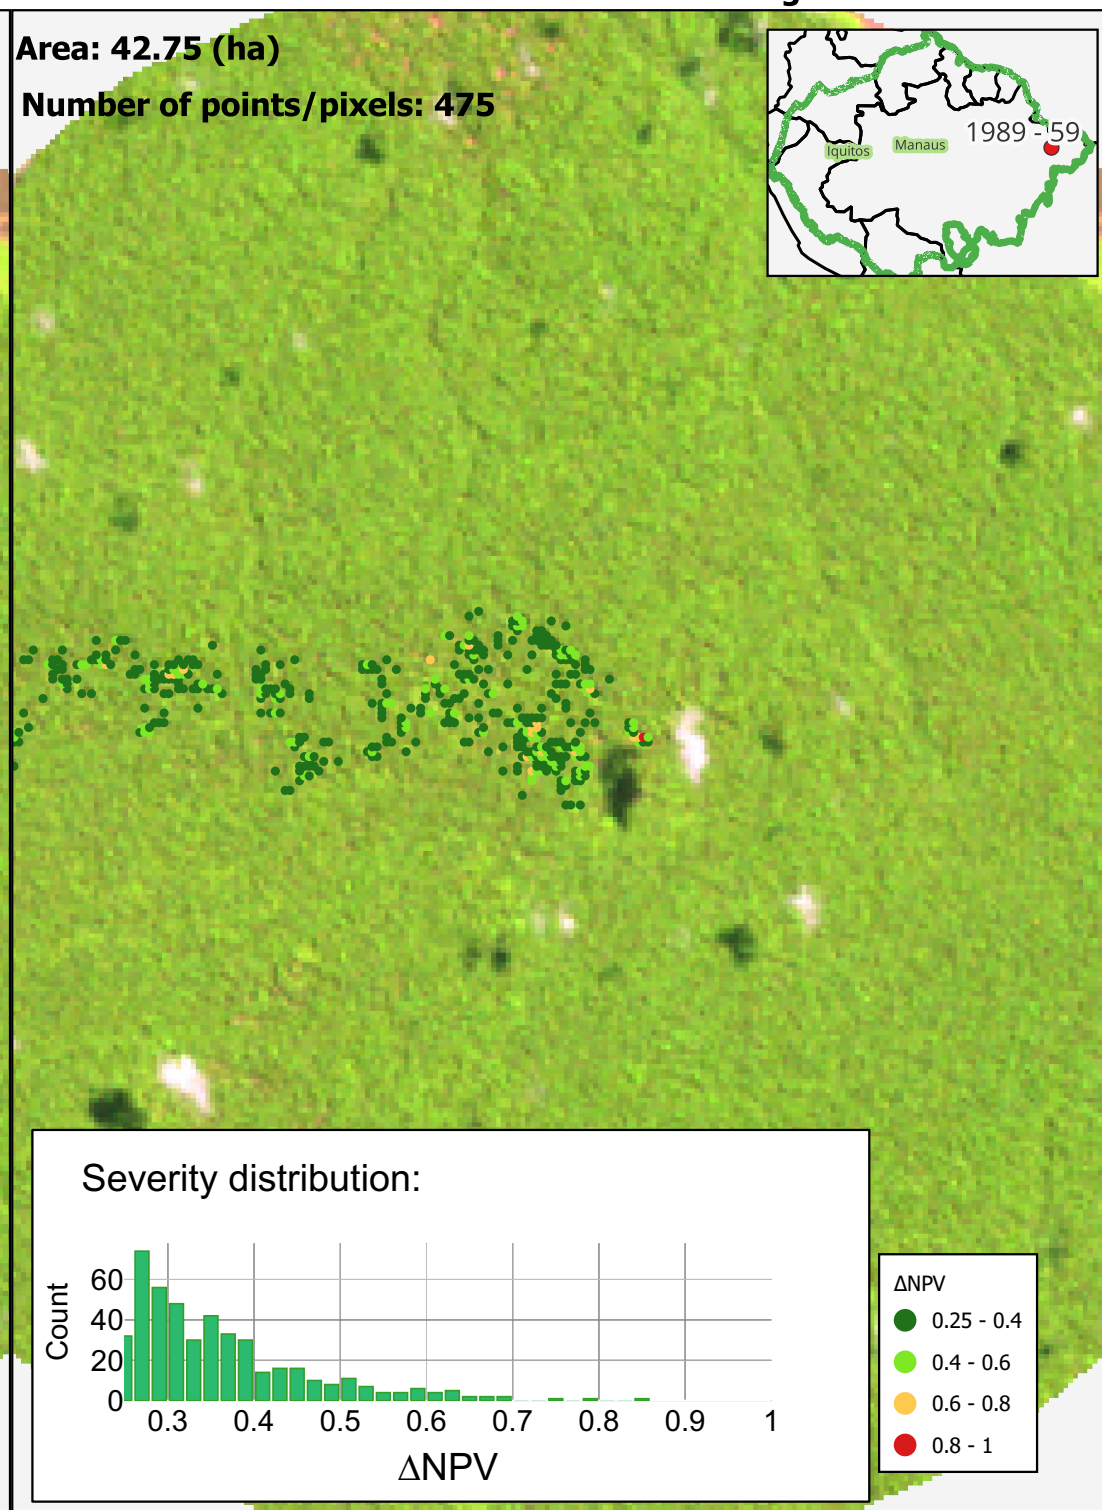 Area: 42.75 (ha)
Number of points/pixels: 475
1989 - 59
Iquitos
Manaus
Severity distribution:
Count
60
40
20
0
0.3 0.4 0.5 0.6 0.7 0.8 0.9 1
ΔNPV
ΔNPV
0.25 - 0.4
0.4 - 0.6
0.6 - 0.8
0.8 - 1